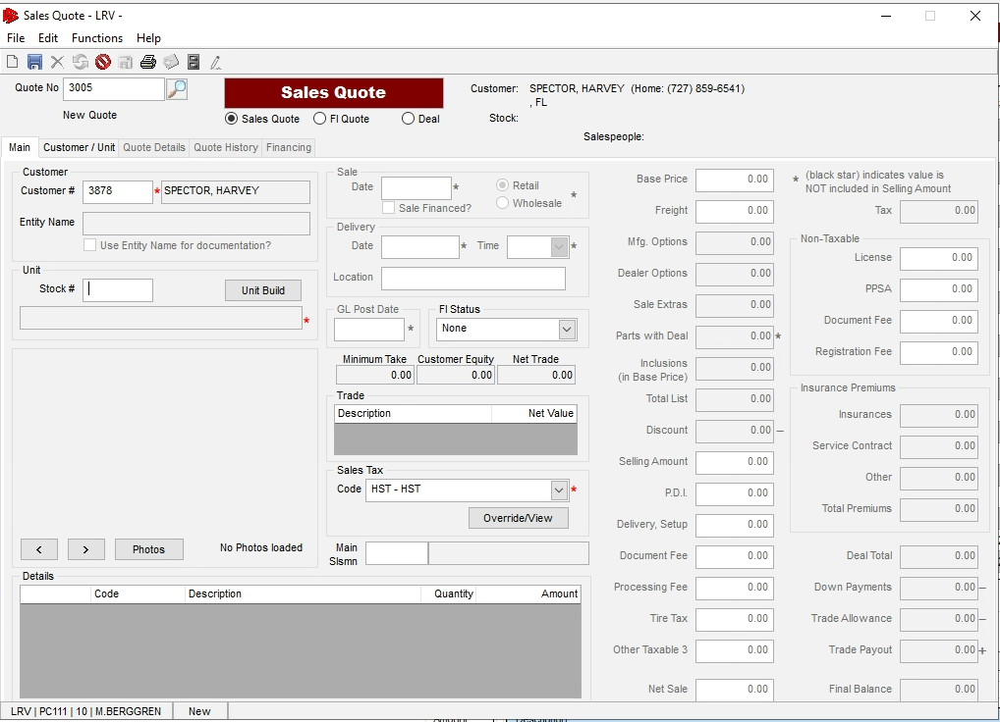 Sales Quote - LRV -
File Edit Functions Help
Quote No 3005
New Quote
Sales Quote
Sales Quote FI Quote Deal
Customer: SPECTOR, HARVEY (Home: (727) 859-6541)
, FL
Stock:
Salespeople:
Main Customer / Unit Quote Details Quote History Financing
Customer
Customer # 3878 * SPECTOR, HARVEY
Entity Name
Use Entity Name for documentation?
Unit
Stock # Unit Build
*
< > Photos No Photos loaded
Sale
Date * Retail
Sale Financed? Wholesale *
Delivery
Date * Time *
Location
GL Post Date FI Status
* None
Minimum Take Customer Equity Net Trade
0.00 0.00 0.00
Trade
Description Net Value
Sales Tax
Code HST - HST *
Override/View
Main
Slsmn
Details
Code Description Quantity Amount
Base Price 0.00
Freight 0.00
Mfg. Options 0.00
Dealer Options 0.00
Sale Extras 0.00
Parts with Deal 0.00 *
Inclusions
(in Base Price) 0.00
Total List 0.00
Discount 0.00 –
Selling Amount 0.00
P.D.I. 0.00
Delivery, Setup 0.00
Document Fee 0.00
Processing Fee 0.00
Tire Tax 0.00
Other Taxable 3 0.00
Net Sale 0.00
* (black star) indicates value is
NOT included in Selling Amount
Tax 0.00
Non-Taxable
License 0.00
PPSA 0.00
Document Fee 0.00
Registration Fee 0.00
Insurance Premiums
Insurances 0.00
Service Contract 0.00
Other 0.00
Total Premiums 0.00
Deal Total 0.00
Down Payments 0.00 –
Trade Allowance 0.00 –
Trade Payout 0.00 +
Final Balance 0.00
LRV | PC111 | 10 | M.BERGGREN New